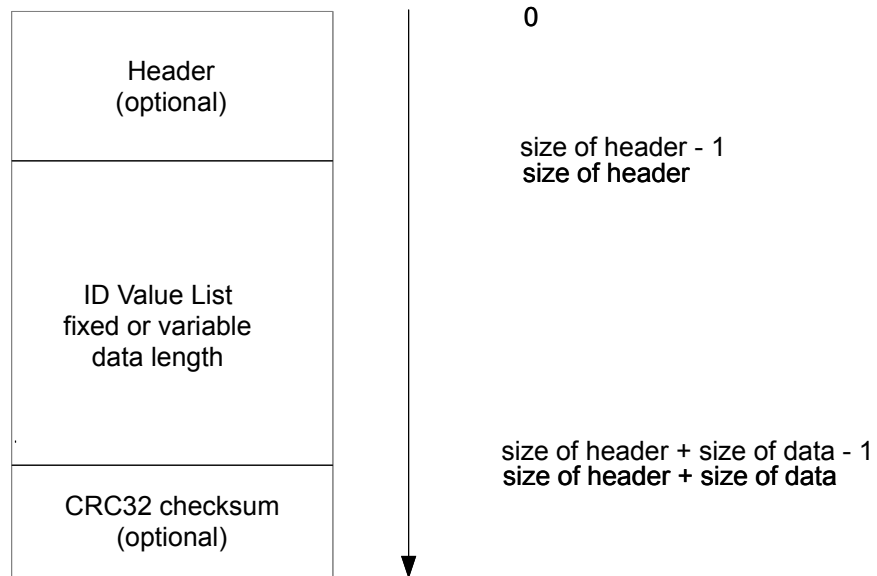 0
Header
(optional)
size of header - 1
size of header
ID Value List
fixed or variable
data length
size of header + size of data - 1
size of header + size of data
CRC32 checksum
(optional)